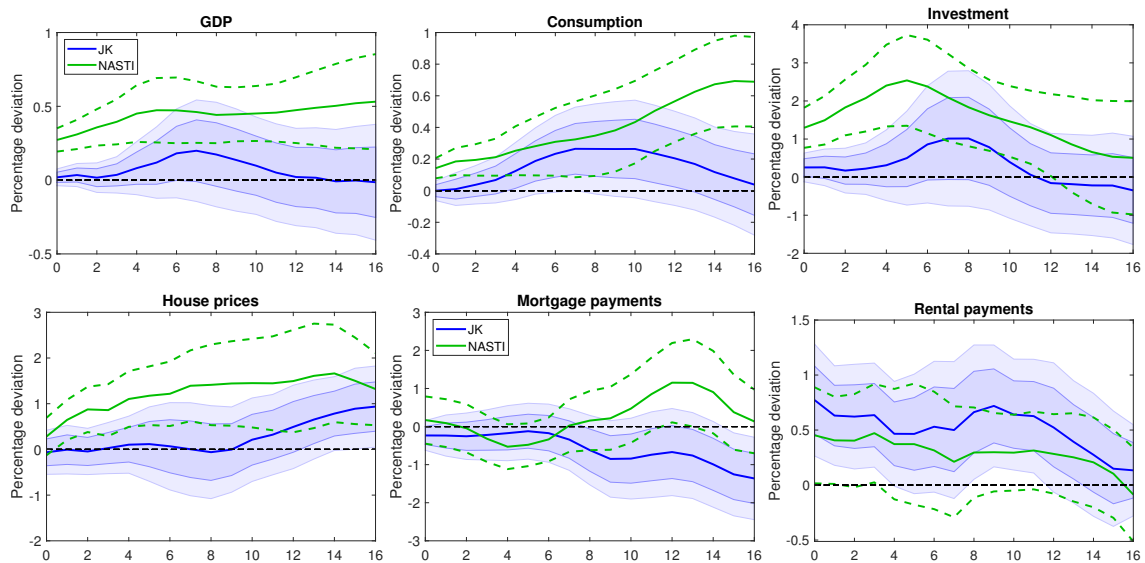 GDP
Percentage deviation
1
0.5
0
-0.5
JK
NASTI
0 2 4 6 8 10 12 14 16
Consumption
Percentage deviation
1
0.8
0.6
0.4
0.2
0
-0.2
-0.4
0 2 4 6 8 10 12 14 16
Investment
Percentage deviation
4
3
2
1
0
-1
-2
0 2 4 6 8 10 12 14 16
House prices
Percentage deviation
3
2
1
0
-1
-2
0 2 4 6 8 10 12 14 16
Mortgage payments
Percentage deviation
3
2
1
0
-1
-2
-3
JK
NASTI
0 2 4 6 8 10 12 14 16
Rental payments
Percentage deviation
1.5
1
0.5
0
-0.5
0 2 4 6 8 10 12 14 16